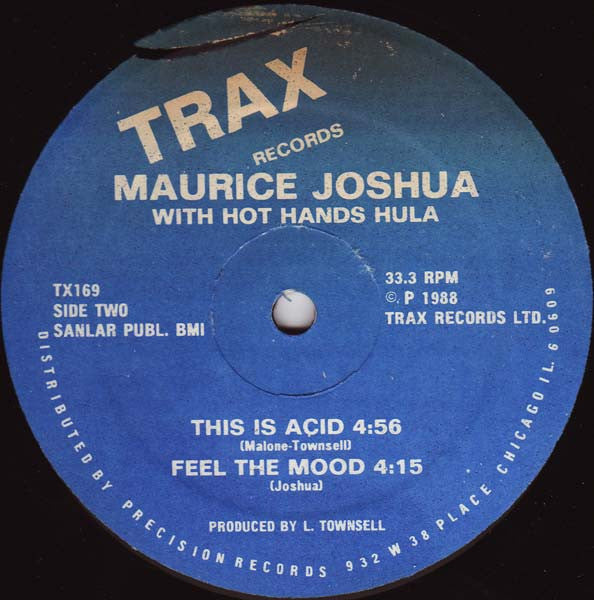 TRAX
RECORDS
MAURICE JOSHUA
WITH HOT HANDS HULA
TX169
SIDE TWO
SANLAR PUBL. BMI
33.3 RPM
©, P 1988
TRAX RECORDS LTD.
THIS IS ACID 4:56
(Malone-Townsell)
FEEL THE MOOD 4:15
(Joshua)
PRODUCED BY L. TOWNSELL
DISTRIBUTED BY PRECISION RECORDS 932 W 38 PLACE CHICAGO IL. 60609